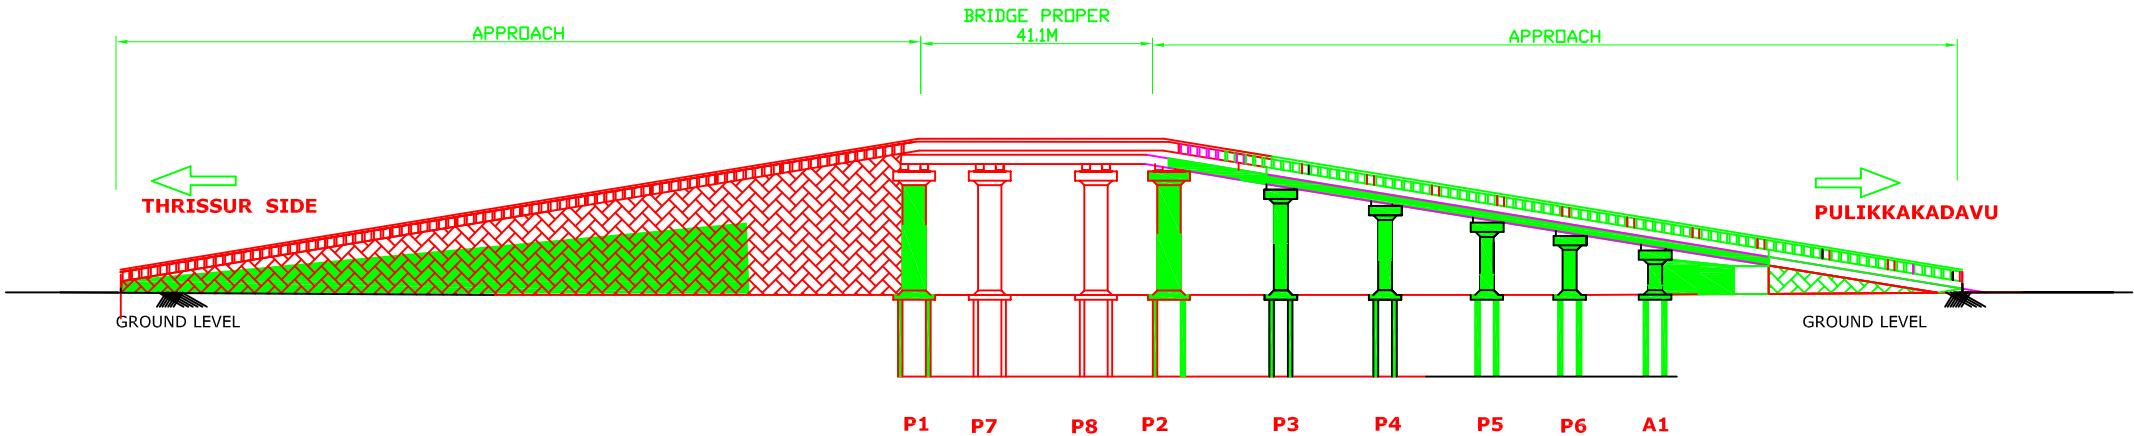 BRIDGE PROPER
APPROACH
41.1M
APPROACH
THRISSUR SIDE
PULIKKAKADAVU
GROUND LEVEL
GROUND LEVEL
P1 P7 P8 P2 P3 P4 P5 P6 A1